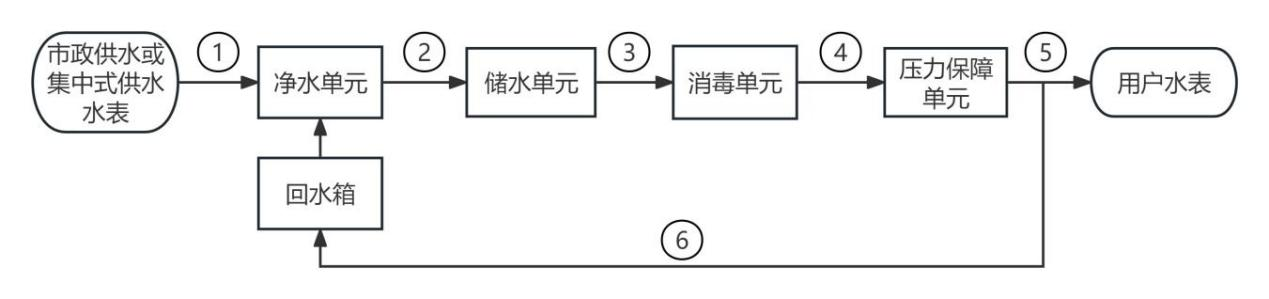 市政供水或
集中式供水
水表
①
净水单元
②
储水单元
③
消毒单元
④
压力保障
单元
⑤
用户水表
回水箱
⑥